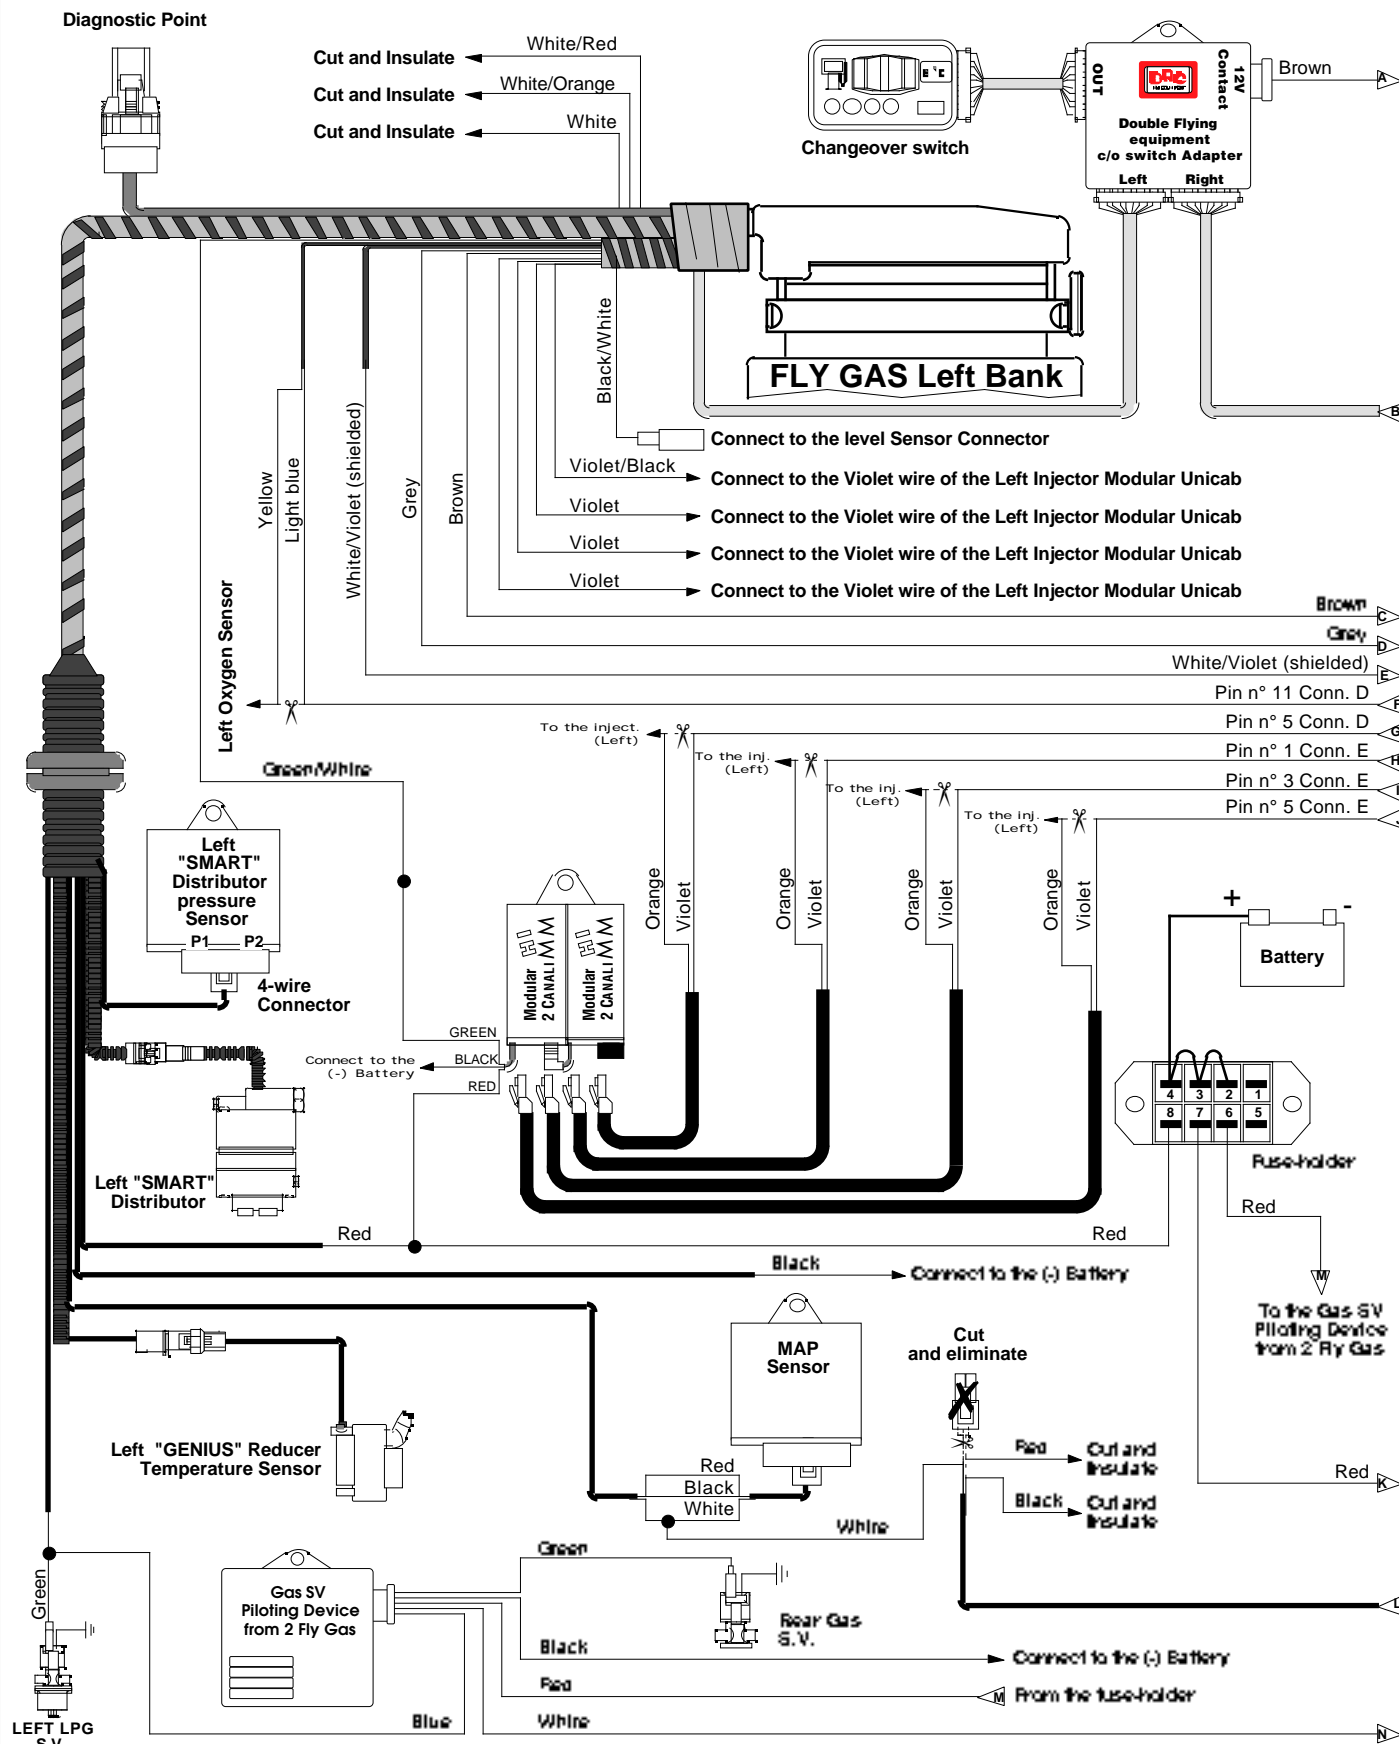 Diagnostic Point
Cut and Insulate
White/Red
Cut and Insulate
White/Orange
Cut and Insulate
White
Changeover switch
OUT
12V
Contact
Brown
A
Double Flying
equipment
c/o switch Adapter
Left
Right
FLY GAS Left Bank
B
Black/White
Connect to the level Sensor Connector
Violet/Black
Connect to the Violet wire of the Left Injector Modular Unicab
Violet
Connect to the Violet wire of the Left Injector Modular Unicab
Violet
Connect to the Violet wire of the Left Injector Modular Unicab
Violet
Connect to the Violet wire of the Left Injector Modular Unicab
Yellow
Light blue
White/Violet (shielded)
Grey
Brown
Left Oxygen Sensor
Brown
C
Grey
D
White/Violet (shielded)
E
Pin n° 11 Conn. D
F
Pin n° 5 Conn. D
G
Pin n° 1 Conn. E
H
Pin n° 3 Conn. E
I
Pin n° 5 Conn. E
J
To the inject.
(Left)
To the inj.
(Left)
To the inj.
(Left)
To the inj.
(Left)
Green/White
Left
"SMART"
Distributor
pressure
Sensor
P1
P2
4-wire
Connector
Orange
Violet
Orange
Violet
Orange
Violet
Orange
Violet
Modular
2 CANALI
Modular
2 CANALI
GREEN
BLACK
RED
Connect to the
(-) Battery
+
-
Battery
4 3 2 1
8 7 6 5
Fuse-holder
Left "SMART"
Distributor
Red
Red
Red
Black
Connect to the (-) Battery
M
To the Gas SV
Piloting Device
from 2 Fly Gas
MAP
Sensor
Cut
and eliminate
Left "GENIUS" Reducer
Temperature Sensor
Red
Black
White
Red
Cut and
Insulate
Black
Cut and
Insulate
Red
K
White
Green
Green
Gas SV
Piloting Device
from 2 Fly Gas
Rear Gas
S.V.
L
Black
Connect to the (-) Battery
Red
M
From the fuse-holder
Blue
White
N
LEFT LPG
S.V.